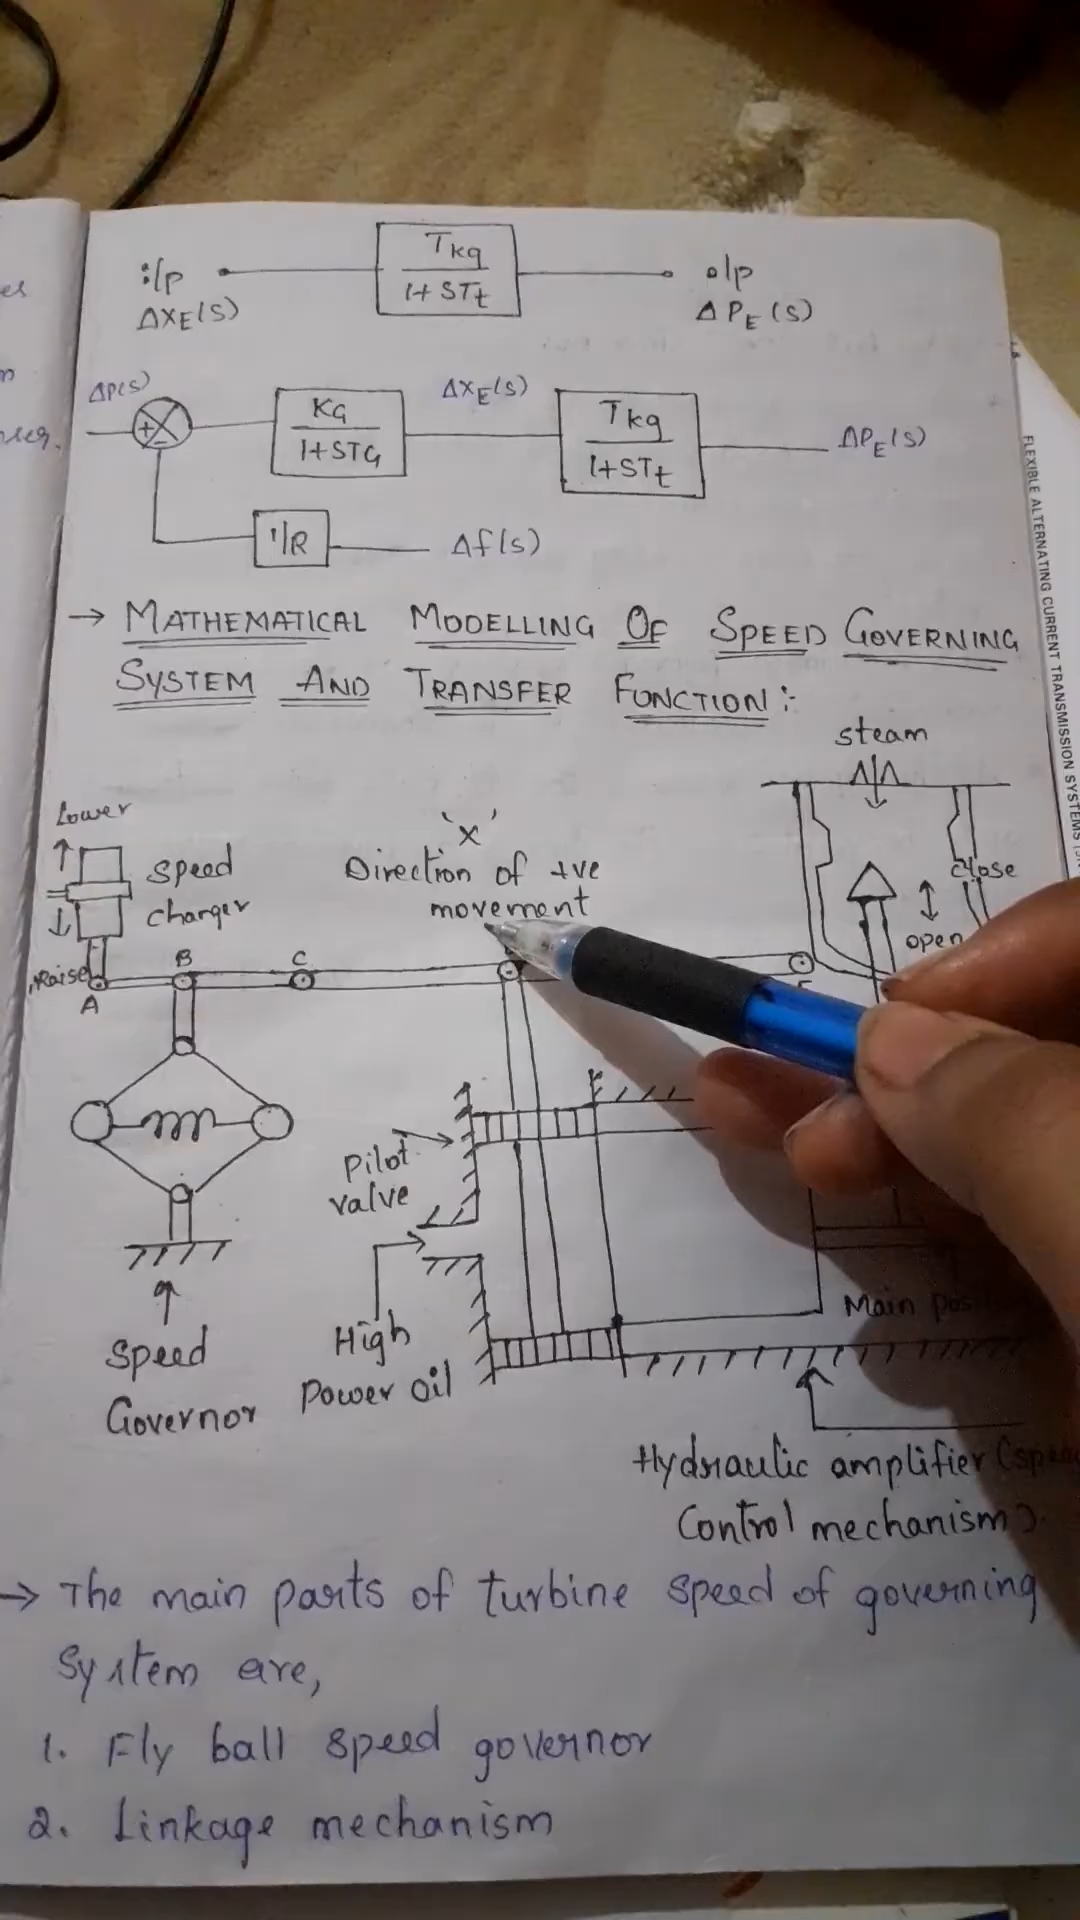 i/p
ΔXE(s)
Tkg
1+STt
o/p
ΔPE(s)
ΔP(s)
+
-
KG
1+STG
ΔXE(s)
Tkg
1+STt
ΔPE(s)
1/R
Δf(s)
→ MATHEMATICAL MODELLING OF SPEED GOVERNING
SYSTEM AND TRANSFER FUNCTION:-
steam
Lower
speed
changer
Raise
'x'
Direction of +ve
movement
close
open
A
B
C
Pilot
valve
High
Power oil
speed
Governor
Main
Hydraulic amplifier
Control mechanism)
→ The main parts of turbine speed of governing
system are,
1. Fly ball speed governor
2. Linkage mechanism
FLEXIBLE ALTERNATING CURRENT TRANSMISSION SYSTEMS